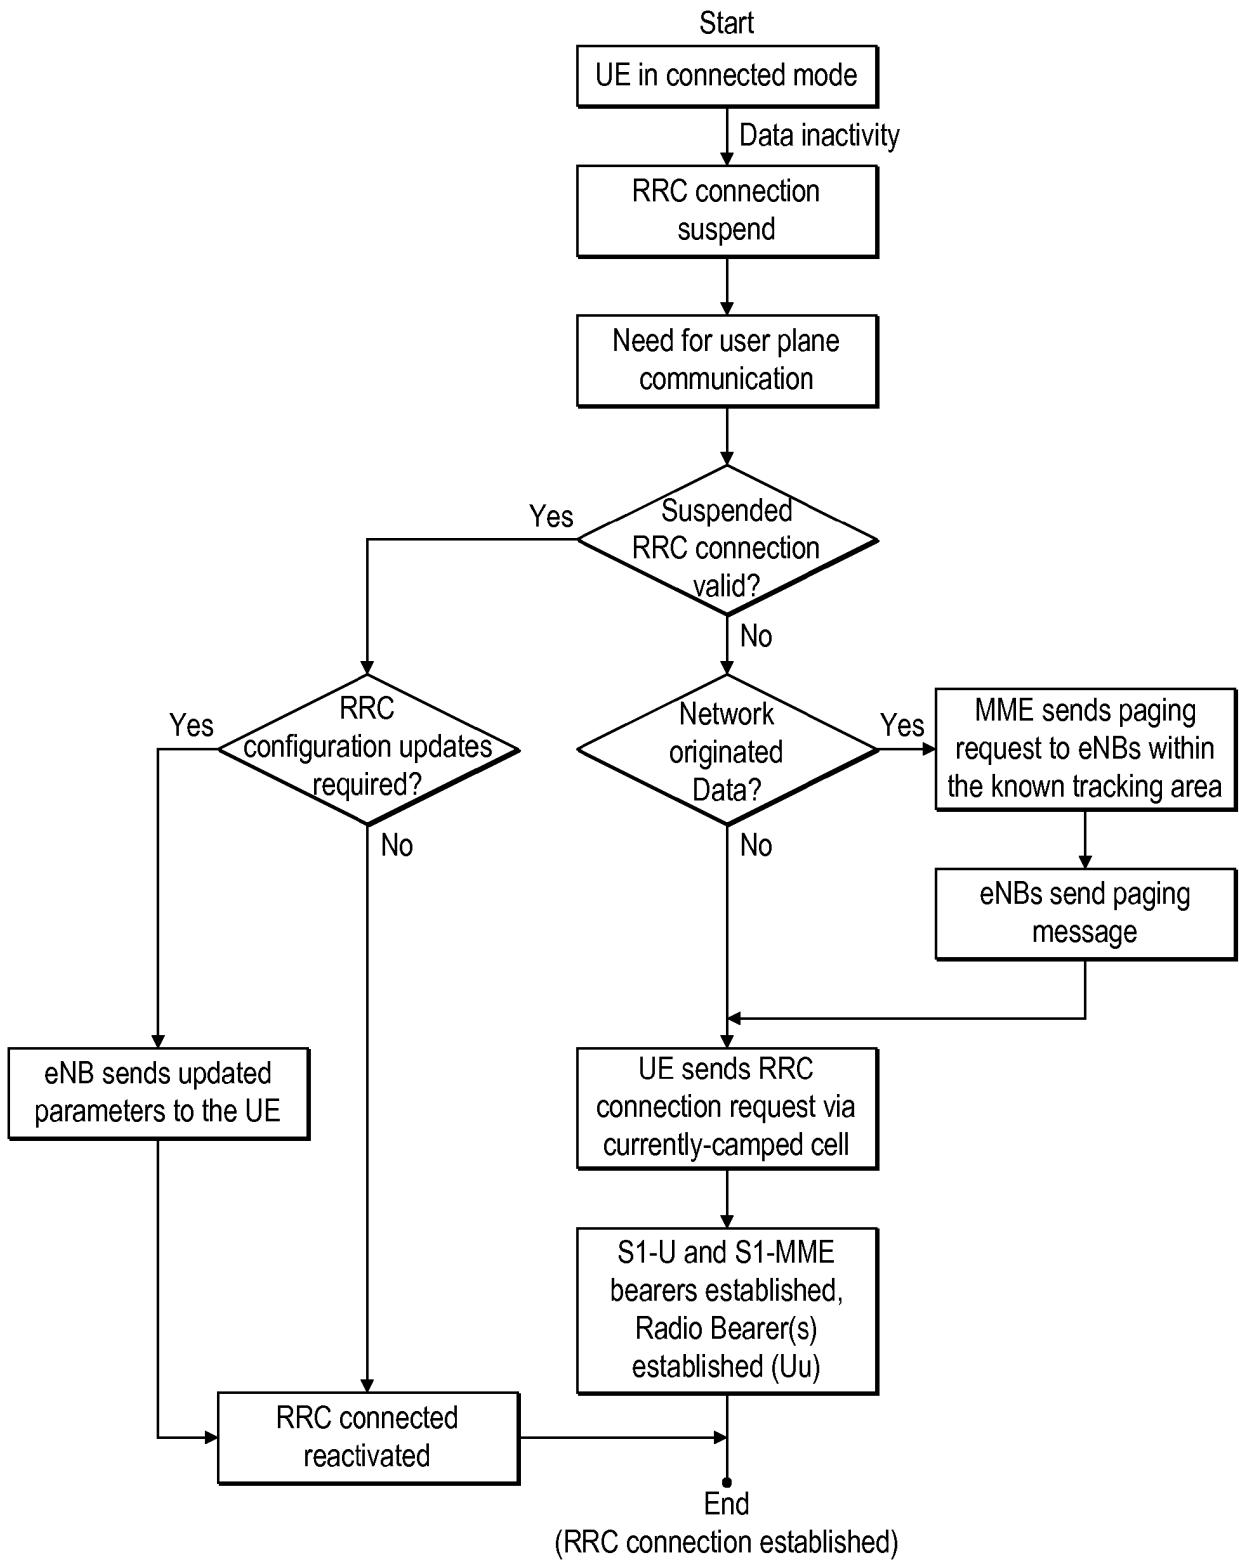 Start
UE in connected mode
Data inactivity
RRC connection
suspend
Need for user plane
communication
Yes
Suspended
RRC connection
valid?
No
Yes
RRC
configuration updates
required?
No
Network
originated
Data?
Yes
No
MME sends paging
request to eNBs within
the known tracking area
eNBs send paging
message
eNB sends updated
parameters to the UE
UE sends RRC
connection request via
currently-camped cell
S1-U and S1-MME
bearers established,
Radio Bearer(s)
established (Uu)
RRC connected
reactivated
End
(RRC connection established)